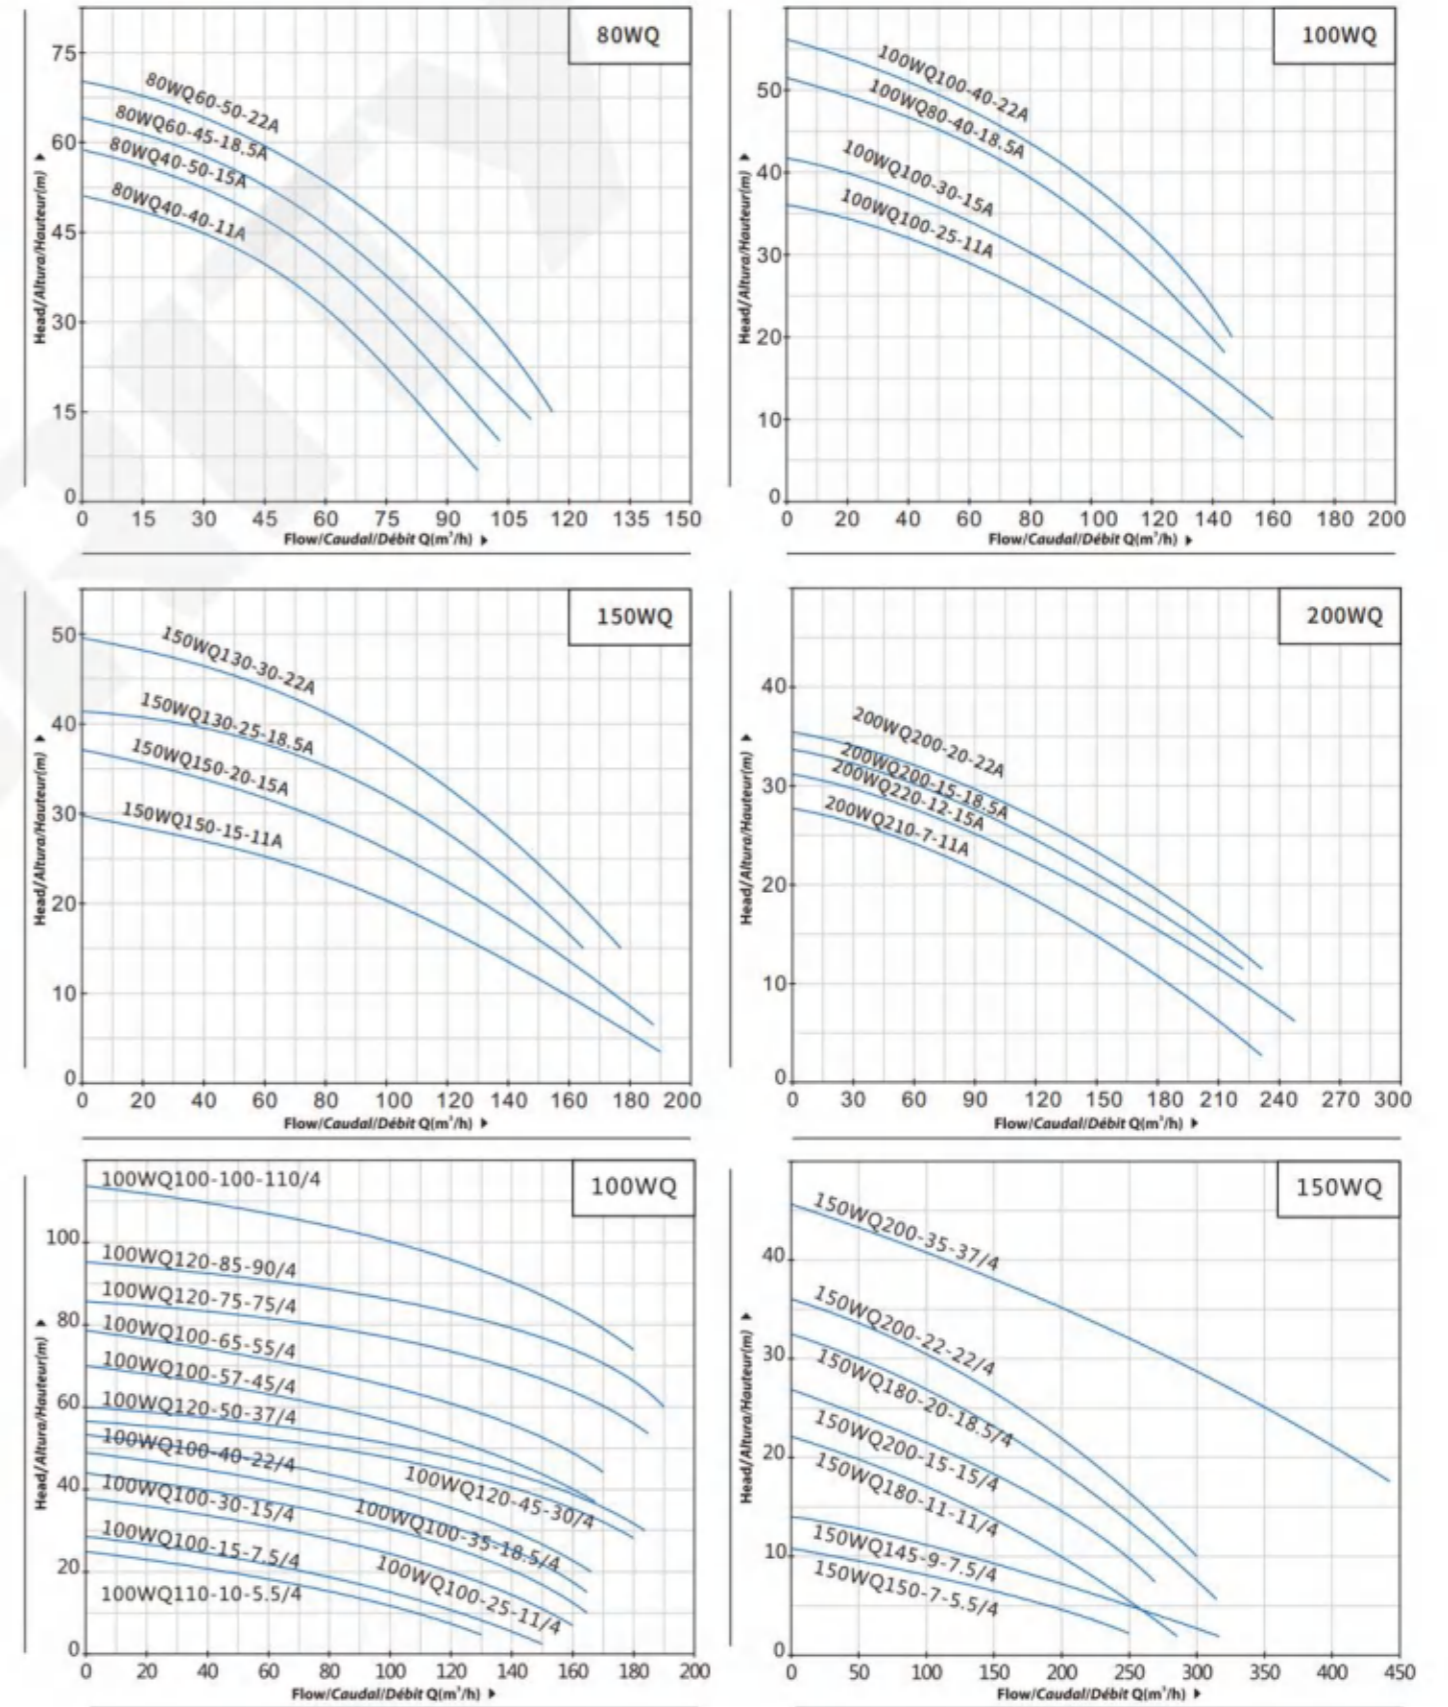 80WQ
75
60
45
30
15
0
Head/Altura/Hauteur(m)
80WQ60-50-22A
80WQ60-45-18.5A
80WQ40-50-15A
80WQ40-40-11A
0 15 30 45 60 75 90 105 120 135 150
Flow/Caudal/Débit Q(m³/h)
100WQ
50
40
30
20
10
0
Head/Altura/Hauteur(m)
100WQ100-40-22A
100WQ80-40-18.5A
100WQ100-30-15A
100WQ100-25-11A
0 20 40 60 80 100 120 140 160 180 200
Flow/Caudal/Débit Q(m³/h)
150WQ
50
40
30
20
10
0
Head/Altura/Hauteur(m)
150WQ130-30-22A
150WQ130-25-18.5A
150WQ150-20-15A
150WQ150-15-11A
0 20 40 60 80 100 120 140 160 180 200
Flow/Caudal/Débit Q(m³/h)
200WQ
40
30
20
10
0
Head/Altura/Hauteur(m)
200WQ200-20-22A
200WQ200-15-18.5A
200WQ220-12-15A
200WQ210-7-11A
0 30 60 90 120 150 180 210 240 270 300
Flow/Caudal/Débit Q(m³/h)
100WQ
100
80
60
40
20
0
Head/Altura/Hauteur(m)
100WQ100-100-110/4
100WQ120-85-90/4
100WQ120-75-75/4
100WQ100-65-55/4
100WQ100-57-45/4
100WQ120-50-37/4
100WQ100-40-22/4
100WQ120-45-30/4
100WQ100-30-15/4
100WQ100-35-18.5/4
100WQ100-15-7.5/4
100WQ100-25-11/4
100WQ110-10-5.5/4
0 20 40 60 80 100 120 140 160 180 200
Flow/Caudal/Débit Q(m³/h)
150WQ
40
30
20
10
0
Head/Altura/Hauteur(m)
150WQ200-35-37/4
150WQ200-22-22/4
150WQ180-20-18.5/4
150WQ200-15-15/4
150WQ180-11-11/4
150WQ145-9-7.5/4
150WQ150-7-5.5/4
0 50 100 150 200 250 300 350 400 450
Flow/Caudal/Débit Q(m³/h)